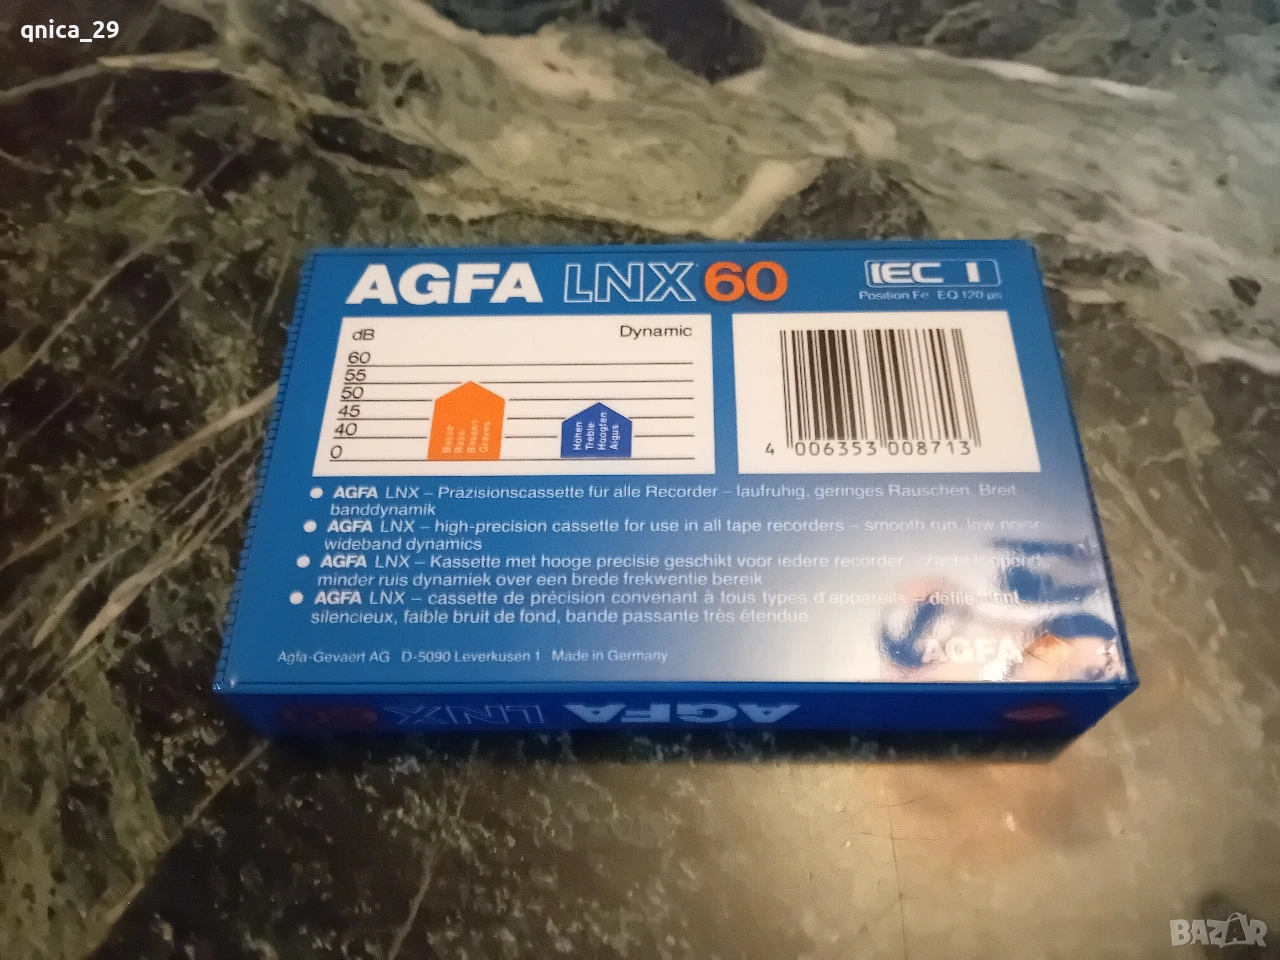 qnica_29
AGFA LNX 60
IEC I
Position Fe EQ 120 µs
dB Dynamic
60
55
50
45
40
0
Bässe
Bass
Bassen
Graves
Höhen
Treble
Hoogten
Aigus
4 006353 008713
AGFA LNX – Präzisionscassette für alle Recorder – laufruhig, geringes Rauschen. Breit-
banddynamik
AGFA LNX – high-precision cassette for use in all tape recorders – smooth run, low noise
wideband dynamics
AGFA LNX – Kassette met hooge precisie geschikt voor iedere recorder – zacht lopend
minder ruis dynamiek over een brede frekwentie bereik
AGFA LNX – cassette de précision convenant à tous types d'appareils –
silencieux, faible bruit de fond, bande passante très étendue
Agfa-Gevaert AG D-5090 Leverkusen 1 Made in Germany
AGFA
AGFA LNX 60
BAZAR